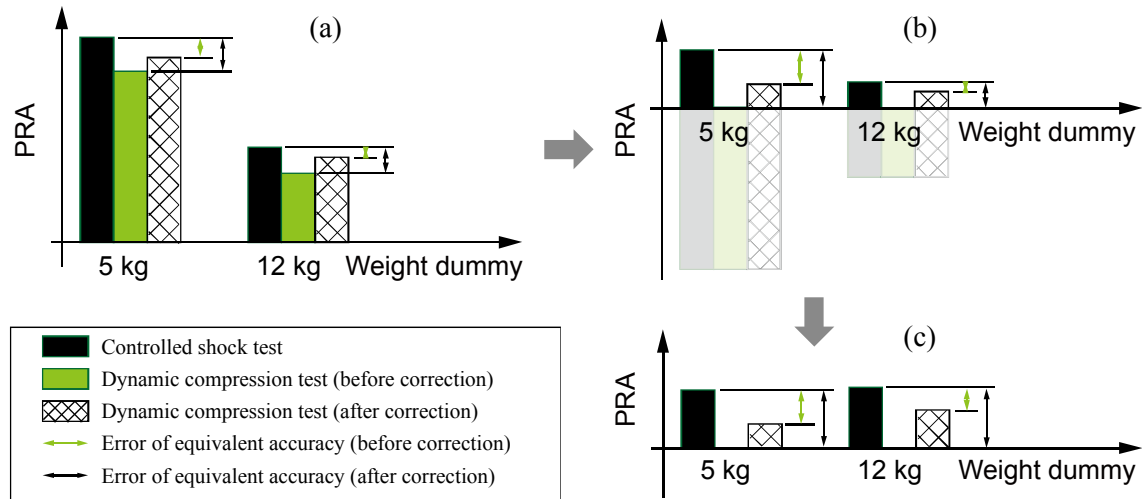 (a)
PRA
5 kg
12 kg
Weight dummy
(b)
PRA
5 kg
12 kg
Weight dummy
(c)
PRA
5 kg
12 kg
Weight dummy
Controlled shock test
Dynamic compression test (before correction)
Dynamic compression test (after correction)
Error of equivalent accuracy (before correction)
Error of equivalent accuracy (after correction)